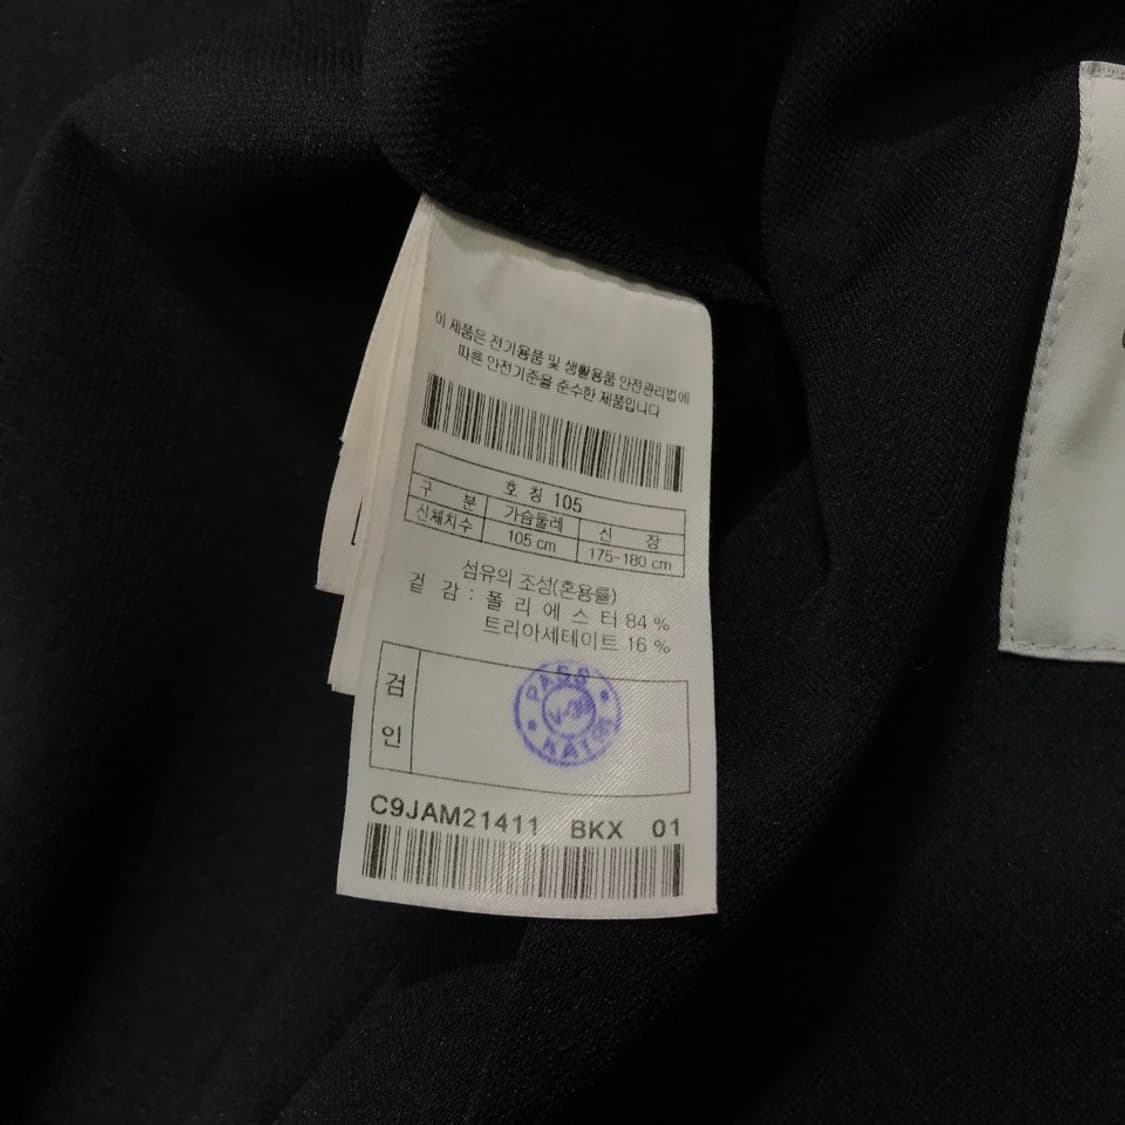 이 제품은 전기용품 및 생활용품 안전관리법에
따른 안전기준을 준수한 제품입니다
호 칭 105
구 분 가슴둘레 신 장
신체치수 105 cm 175-180 cm
섬유의 조성(혼용률)
겉 감 : 폴 리 에 스 터 84 %
트리아세테이트 16 %
검
인
PASS
C9JAM21411 BKX 01